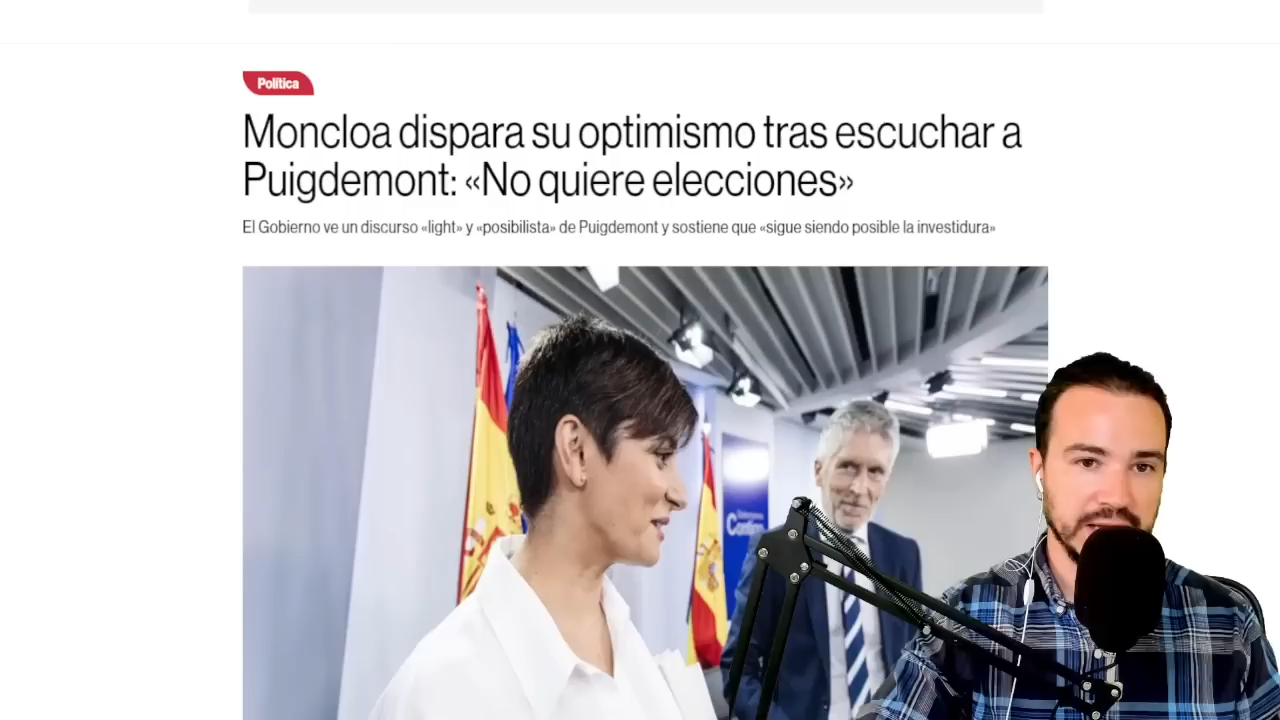 Política
Moncloa dispara su optimismo tras escuchar a
Puigdemont: «No quiere elecciones»
El Gobierno ve un discurso «light» y «posibilista» de Puigdemont y sostiene que «sigue siendo posible la investidura»